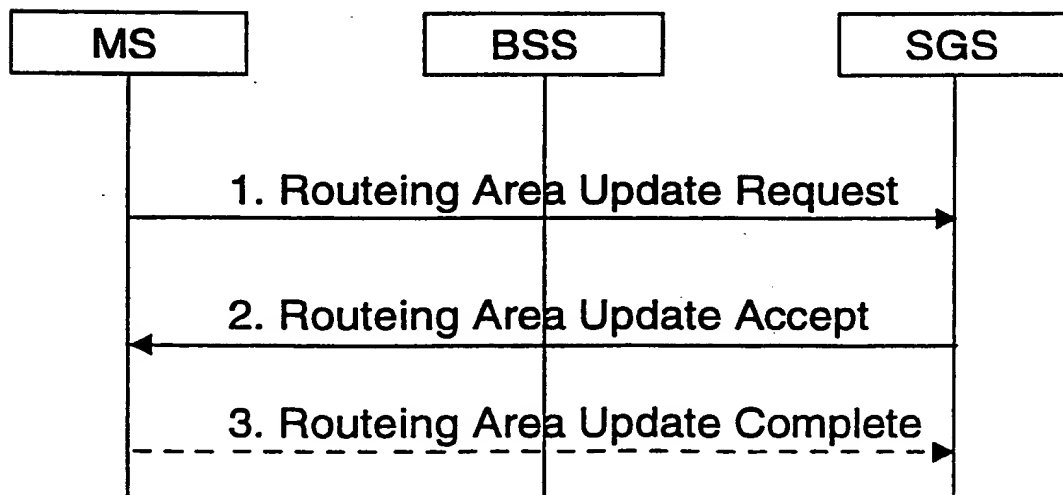 MS
BSS
SGS
1. Routeing Area Update Request
2. Routeing Area Update Accept
3. Routeing Area Update Complete